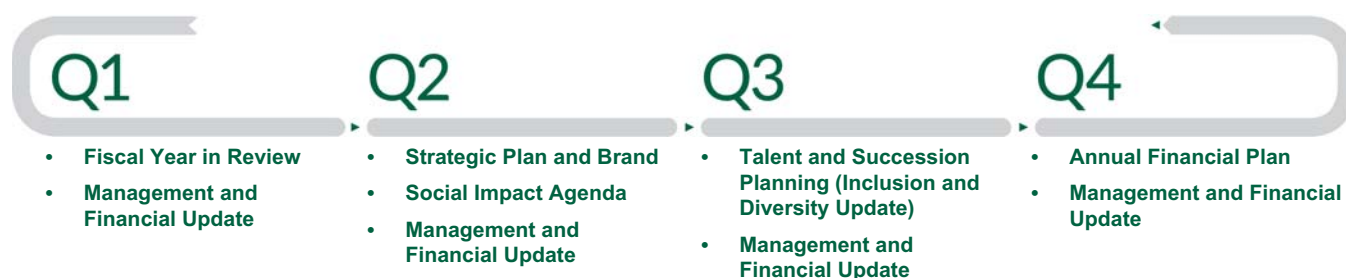 Q1
• Fiscal Year in Review
• Management and
Financial Update
Q2
• Strategic Plan and Brand
• Social Impact Agenda
• Management and
Financial Update
Q3
• Talent and Succession
Planning (Inclusion and
Diversity Update)
• Management and
Financial Update
Q4
• Annual Financial Plan
• Management and Financial
Update